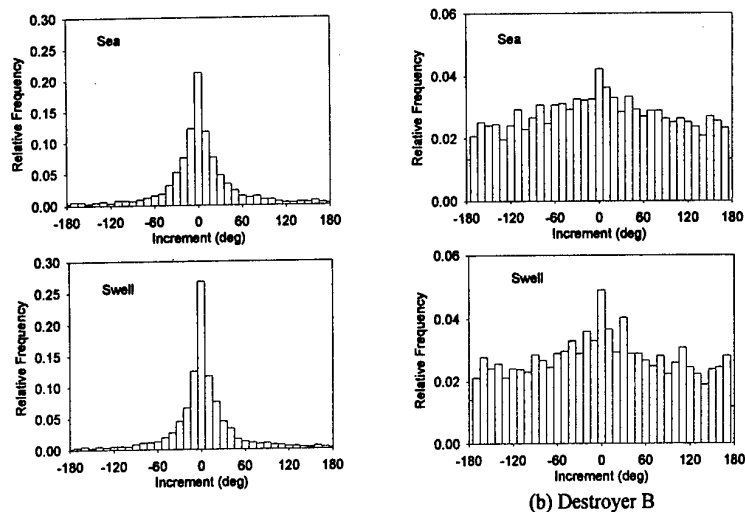 0.30
0.25
0.20
0.15
0.10
0.05
0.00
Relative Frequency
Sea
-180 -120 -60 0 60 120 180
Increment (deg)
0.06
0.04
0.02
0.00
Relative Frequency
Sea
-180 -120 -60 0 60 120 180
Increment (deg)
0.30
0.25
0.20
0.15
0.10
0.05
0.00
Relative Frequency
Swell
-180 -120 -60 0 60 120 180
Increment (deg)
0.06
0.04
0.02
0.00
Relative Frequency
Swell
-180 -120 -60 0 60 120 180
Increment (deg)
(b) Destroyer B